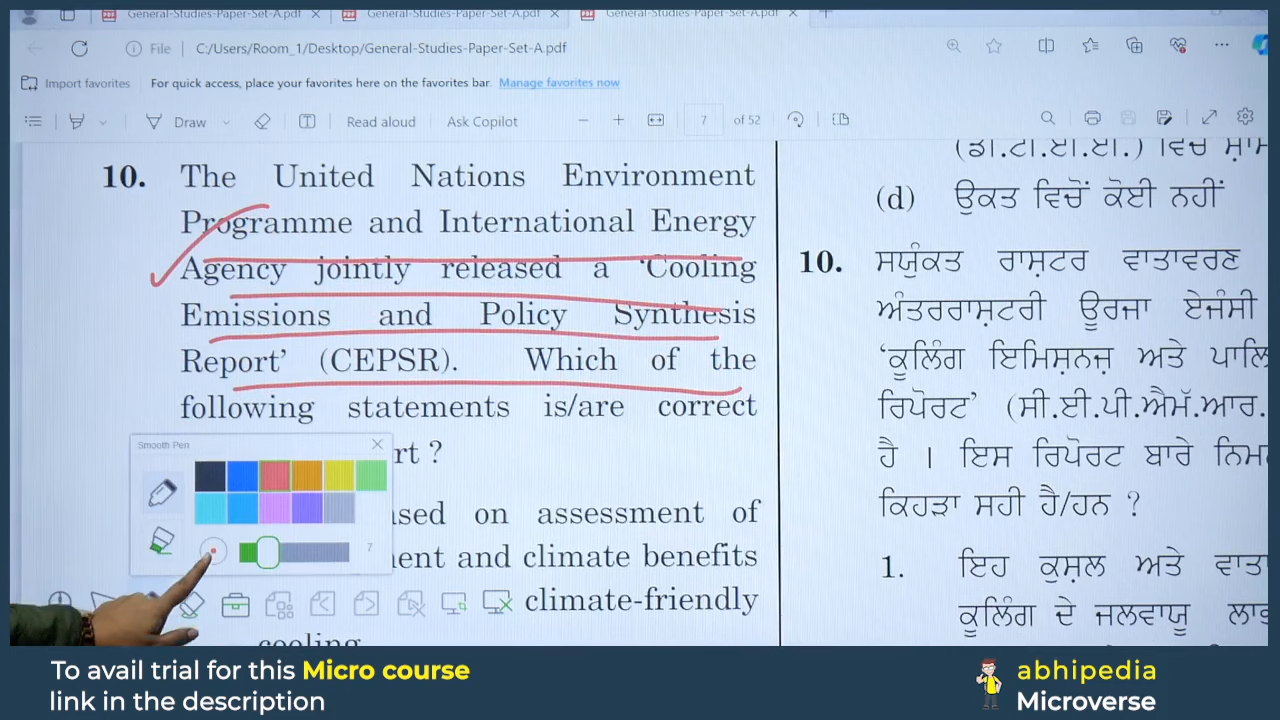 General-Studies-Paper-Set-A.pdf
General-Studies-Paper-Set-A.pdf
General-Studies-Paper-Set-A.pdf
File
C:/Users/Room_1/Desktop/General-Studies-Paper-Set-A.pdf
Import favorites
For quick access, place your favorites here on the favorites bar. Manage favorites now
Draw
Read aloud
Ask Copilot
7
of 52
10. The United Nations Environment
Programme and International Energy
Agency jointly released a ‘Cooling
Emissions and Policy Synthesis
Report’ (CEPSR). Which of the
following statements is/are correct
rt ?
Smooth Pen
7
ased on assessment of
ent and climate benefits
climate-friendly
cooling
(ਡੀ.ਟੀ.ਏ.ਏ.) ਵਿਚ
(d) ਉਕਤ ਵਿਚੋਂ ਕੋਈ ਨਹੀਂ
10. ਸਯੁੰਕਤ ਰਾਸ਼ਟਰ ਵਾਤਾਵਰਣ
ਅੰਤਰਰਾਸ਼ਟਰੀ ਊਰਜਾ ਏਜੰਸੀ
‘ਕੂਲਿੰਗ ਇਮਿਸ਼ਨਜ਼ ਅਤੇ ਪਾਲਿ
ਰਿਪੋਰਟ’ (ਸੀ.ਈ.ਪੀ.ਐਸ.ਆਰ.
ਹੈ । ਇਸ ਰਿਪੋਰਟ ਬਾਰੇ ਨਿਮ
ਕਿਹੜਾ ਸਹੀ ਹੈ/ਹਨ ?
1. ਇਹ ਕੁਸ਼ਲ ਅਤੇ ਵਾਤਾ
ਕੂਲਿੰਗ ਦੇ ਜਲਵਾਯੂ ਲਾਭ
To avail trial for this Micro course
link in the description
abhipedia
Microverse